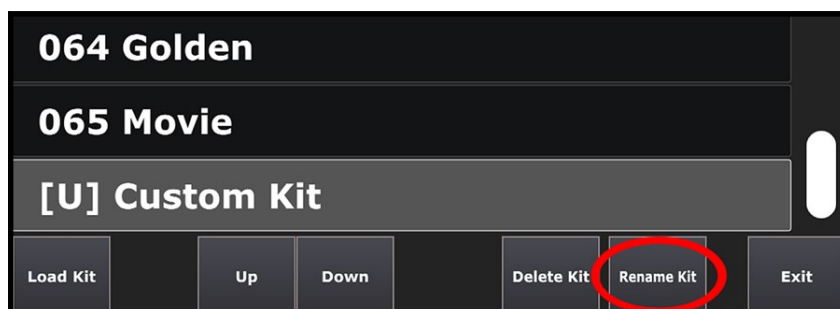 064 Golden
065 Movie
[U] Custom Kit
Load Kit Up Down Delete Kit Rename Kit Exit